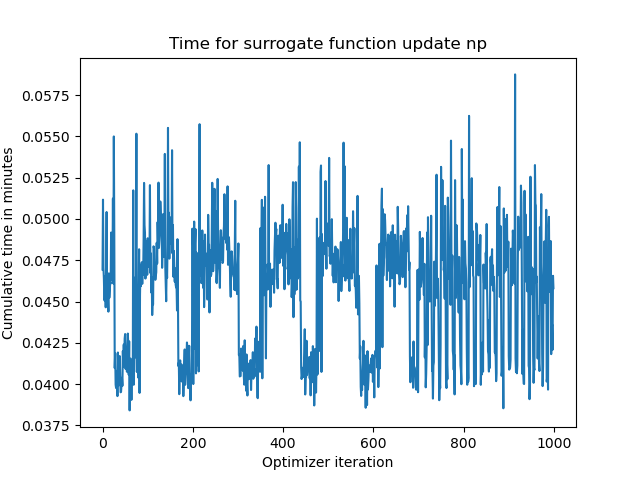 Time for surrogate function update np
Cumulative time in minutes
0.0575
0.0550
0.0525
0.0500
0.0475
0.0450
0.0425
0.0400
0.0375
0 200 400 600 800 1000
Optimizer iteration